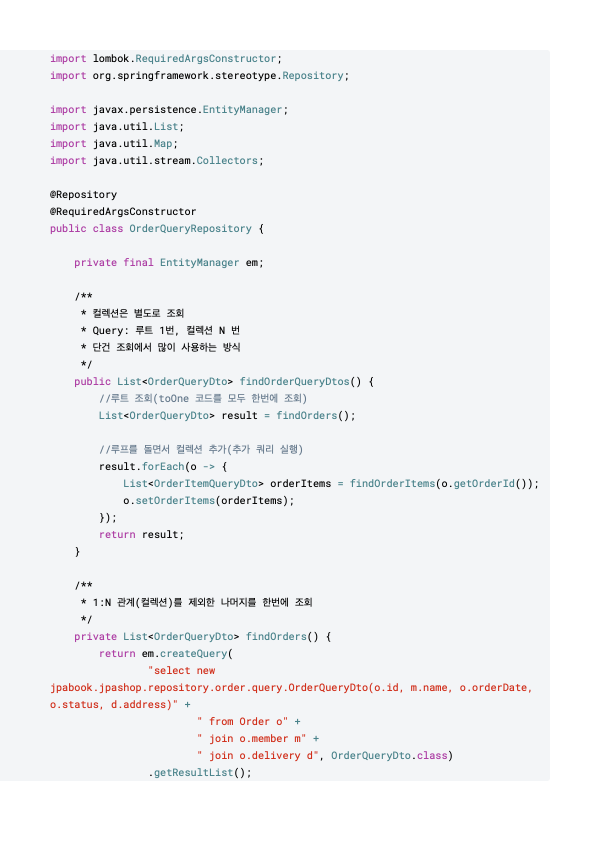 import lombok.RequiredArgsConstructor;
import org.springframework.stereotype.Repository;
import javax.persistence.EntityManager;
import java.util.List;
import java.util.Map;
import java.util.stream.Collectors;
@Repository
@RequiredArgsConstructor
public class OrderQueryRepository {
private final EntityManager em;
/**
* 컬렉션은 별도로 조회
* Query: 루트 1번, 컬렉션 N 번
* 단건 조회에서 많이 사용하는 방식
*/
public List<OrderQueryDto> findOrderQueryDtos() {
//루트 조회(toOne 코드를 모두 한번에 조회)
List<OrderQueryDto> result = findOrders();
//루프를 돌면서 컬렉션 추가(추가 쿼리 실행)
result.forEach(o -> {
List<OrderItemQueryDto> orderItems = findOrderItems(o.getOrderId());
o.setOrderItems(orderItems);
});
return result;
}
/**
* 1:N 관계(컬렉션)를 제외한 나머지를 한번에 조회
*/
private List<OrderQueryDto> findOrders() {
return em.createQuery(
"select new
jpabook.jpashop.repository.order.query.OrderQueryDto(o.id, m.name, o.orderDate,
o.status, d.address)" +
" from Order o" +
" join o.member m" +
" join o.delivery d", OrderQueryDto.class)
.getResultList();